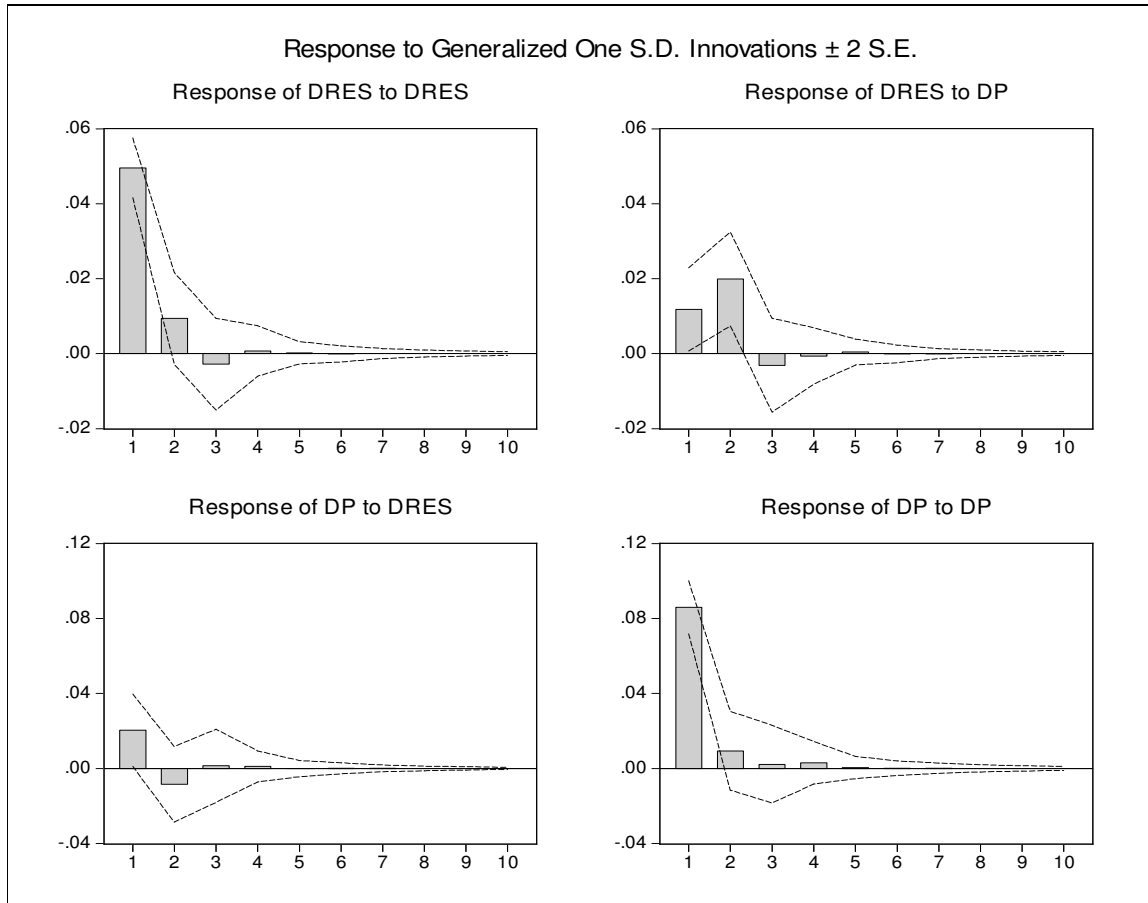 Response to Generalized One S.D. Innovations ± 2 S.E.
Response of DRES to DRES
.06
.04
.02
.00
-.02
1 2 3 4 5 6 7 8 9 10
Response of DRES to DP
.06
.04
.02
.00
-.02
1 2 3 4 5 6 7 8 9 10
Response of DP to DRES
.12
.08
.04
.00
-.04
1 2 3 4 5 6 7 8 9 10
Response of DP to DP
.12
.08
.04
.00
-.04
1 2 3 4 5 6 7 8 9 10